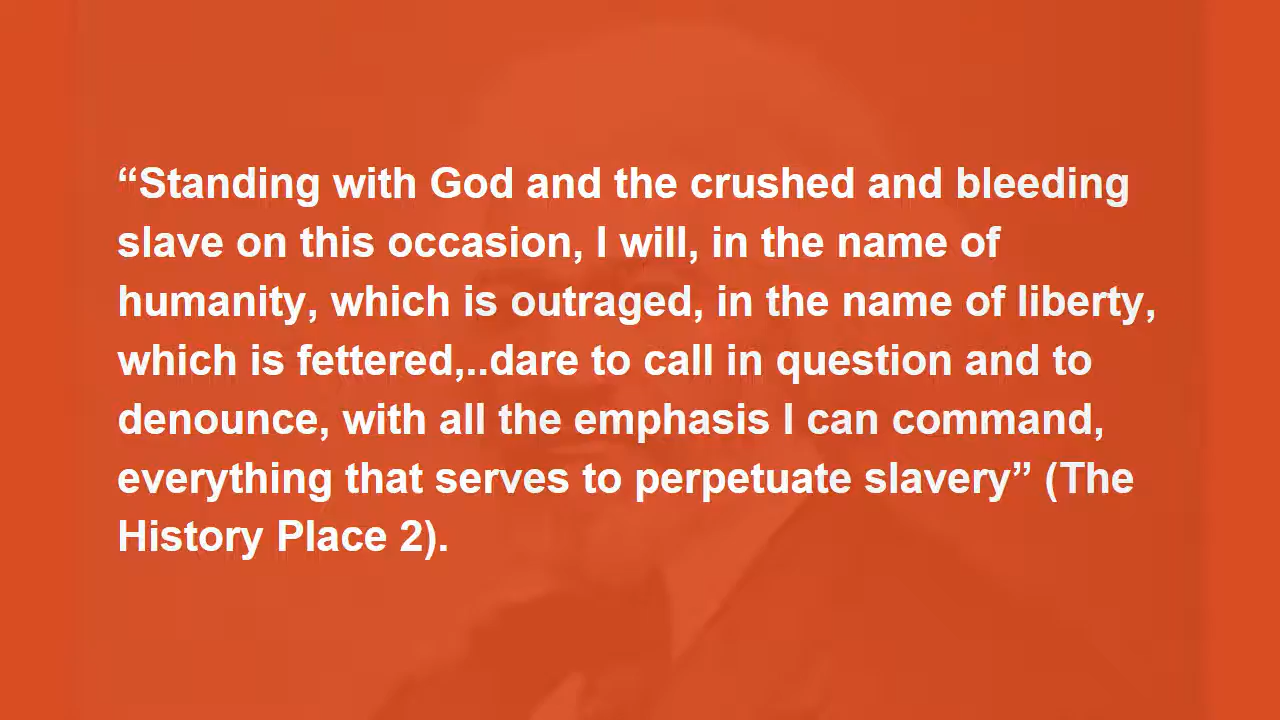 “Standing with God and the crushed and bleeding
slave on this occasion, I will, in the name of
humanity, which is outraged, in the name of liberty,
which is fettered,..dare to call in question and to
denounce, with all the emphasis I can command,
everything that serves to perpetuate slavery” (The
History Place 2).